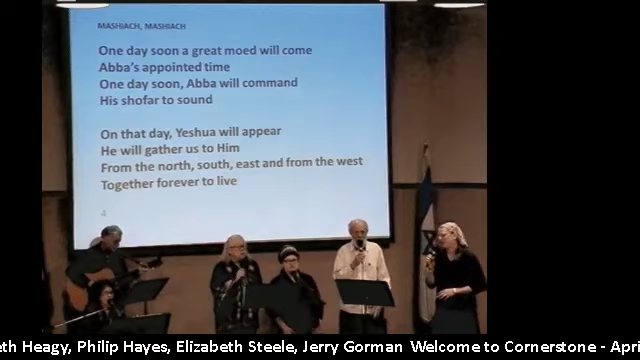 MASHIACH, MASHIACH
One day soon a great moed will come
Abba's appointed time
One day soon, Abba will command
His shofar to sound
On that day, Yeshua will appear
He will gather us to Him
From the north, south, east and from the west
Together forever to live
4
eth Heagy, Philip Hayes, Elizabeth Steele, Jerry Gorman Welcome to Cornerstone - Apri